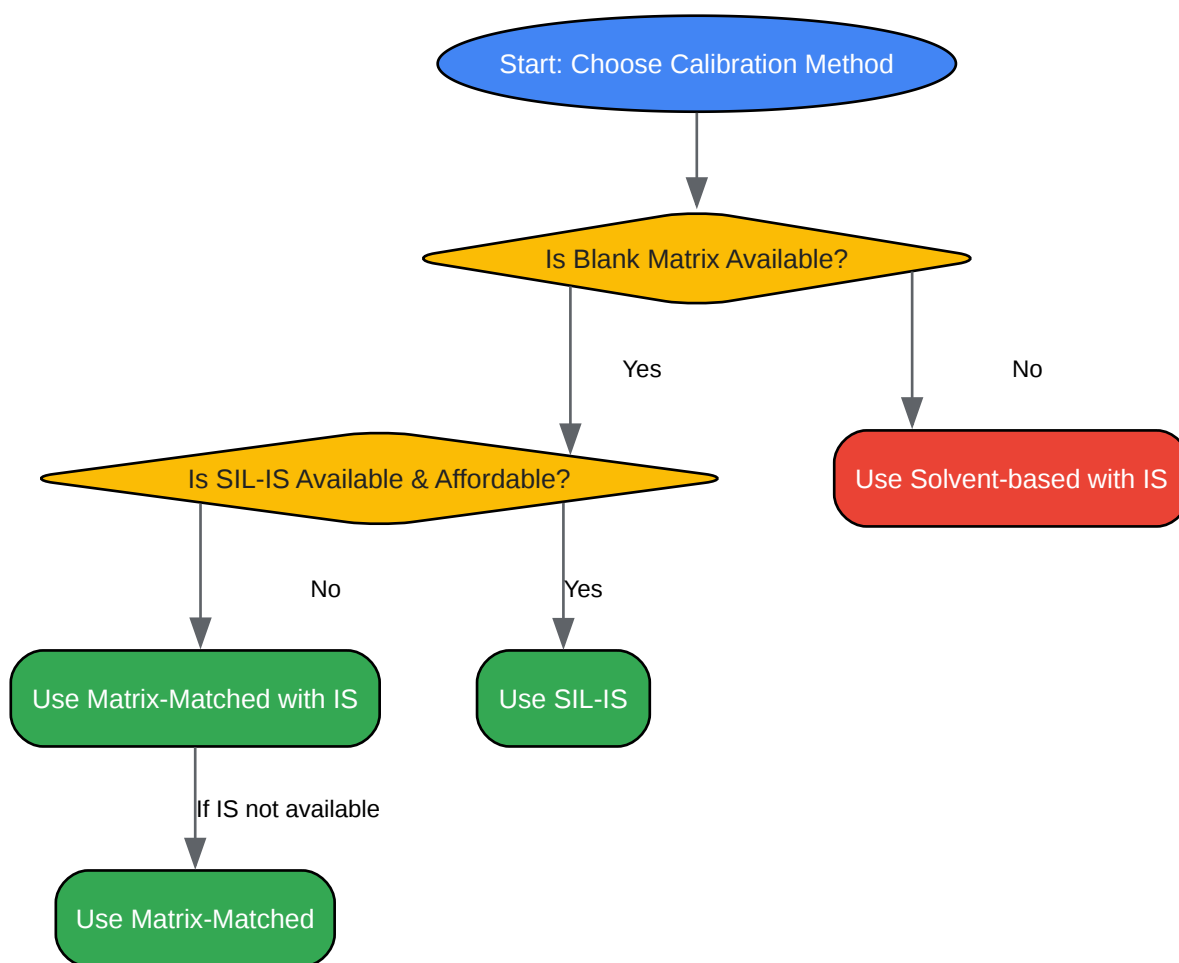 Start: Choose Calibration Method
Is Blank Matrix Available?
Yes
No
Is SIL-IS Available & Affordable?
Use Solvent-based with IS
No
Yes
Use Matrix-Matched with IS
Use SIL-IS
If IS not available
Use Matrix-Matched